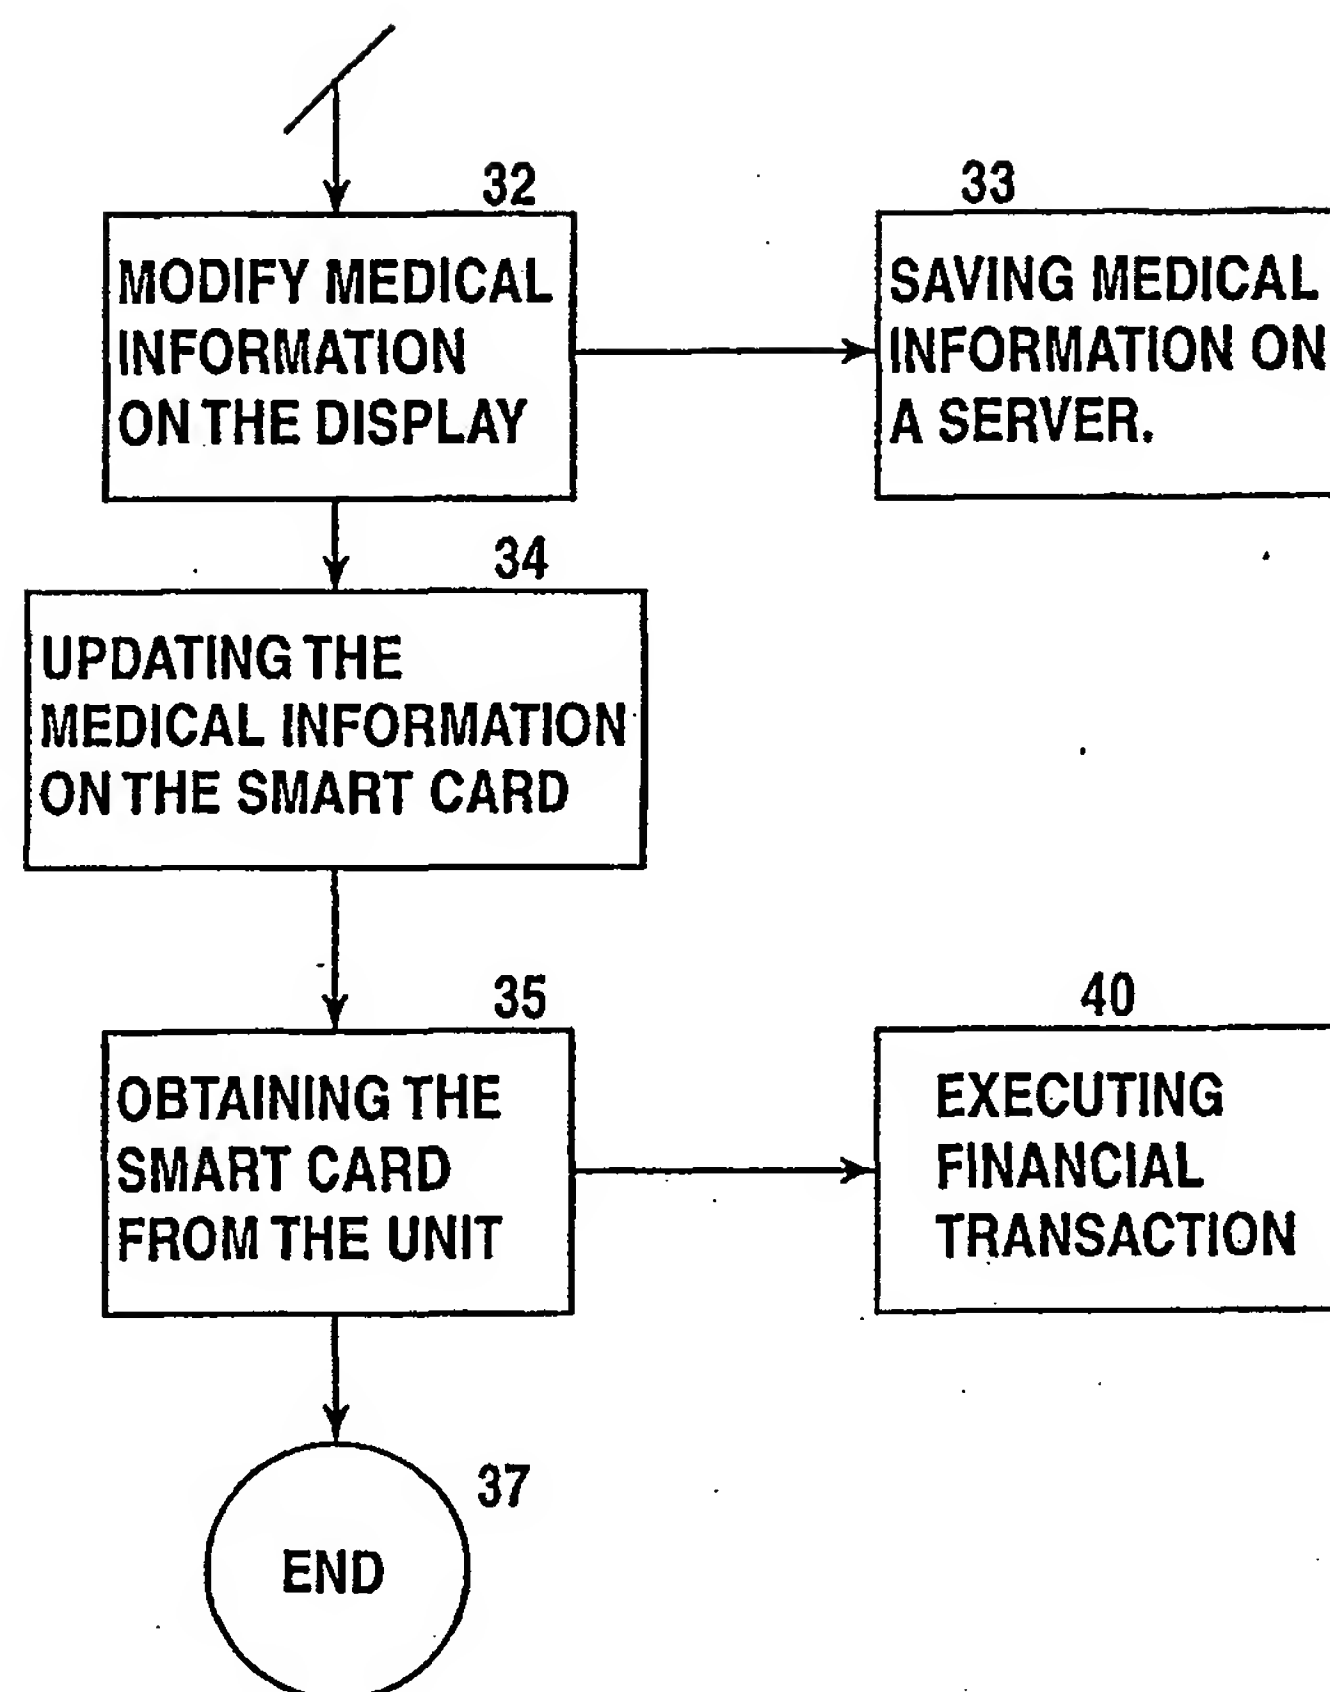 32
MODIFY MEDICAL
INFORMATION
ON THE DISPLAY
33
SAVING MEDICAL
INFORMATION ON
A SERVER.
34
UPDATING THE
MEDICAL INFORMATION
ON THE SMART CARD
35
OBTAINING THE
SMART CARD
FROM THE UNIT
40
EXECUTING
FINANCIAL
TRANSACTION
37
END